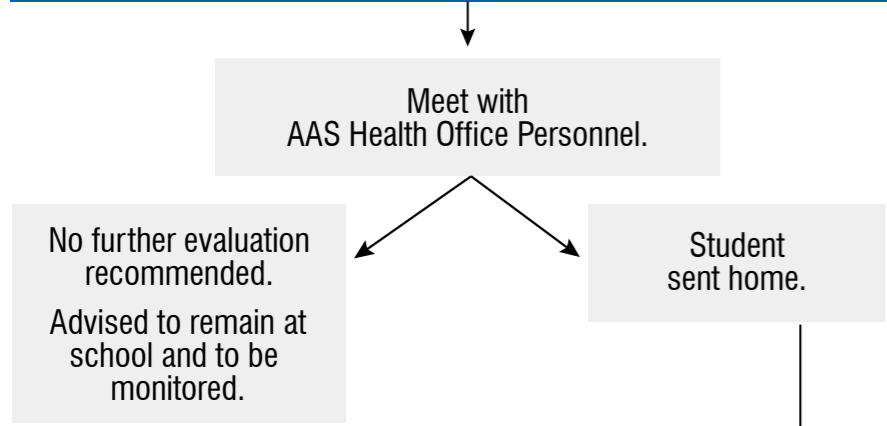 Meet with
AAS Health Office Personnel.
No further evaluation
recommended.
Advised to remain at
school and to be
monitored.
Student
sent home.